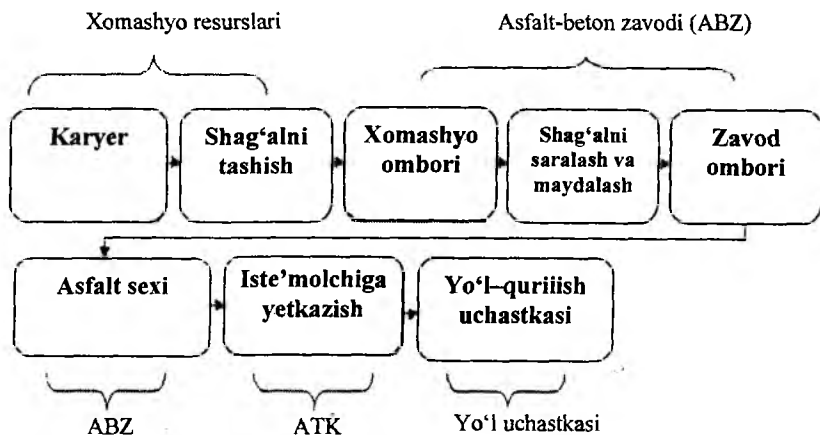 Xomashyo resurslari
Asfalt-beton zavodi (ABZ)
Karyer
Shag‘alni
tashish
Xomashyo
ombori
Shag‘alni
saralash va
maydalash
Zavod
ombori
Asfalt sexi
Iste’molchiga
yetkazish
Yo‘l–quriiish
uchastkasi
ABZ
ATK
Yo‘l uchastkasi